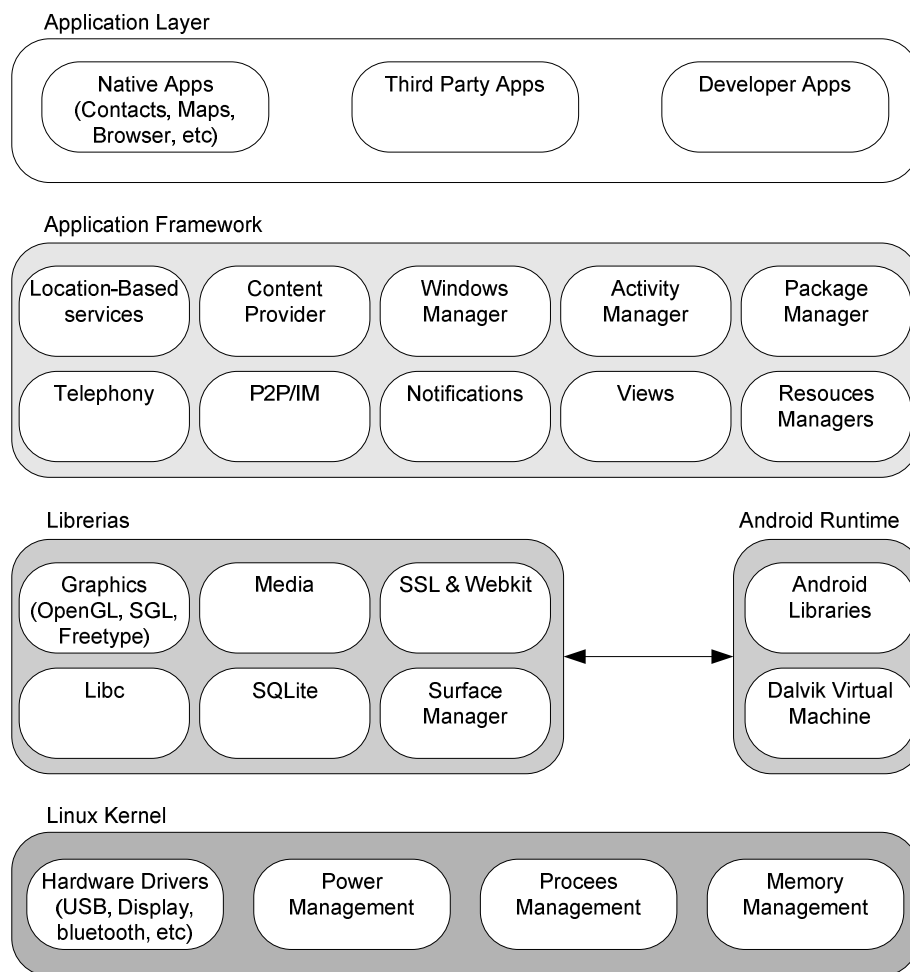 Application Layer
Native Apps
(Contacts, Maps,
Browser, etc)
Third Party Apps
Developer Apps
Application Framework
Location-Based
services
Content
Provider
Windows
Manager
Activity
Manager
Package
Manager
Telephony
P2P/IM
Notifications
Views
Resouces
Managers
Librerias
Graphics
(OpenGL, SGL,
Freetype)
Media
SSL & Webkit
Libc
SQLite
Surface
Manager
Android Runtime
Android
Libraries
Dalvik Virtual
Machine
Linux Kernel
Hardware Drivers
(USB, Display,
bluetooth, etc)
Power
Management
Procees
Management
Memory
Management